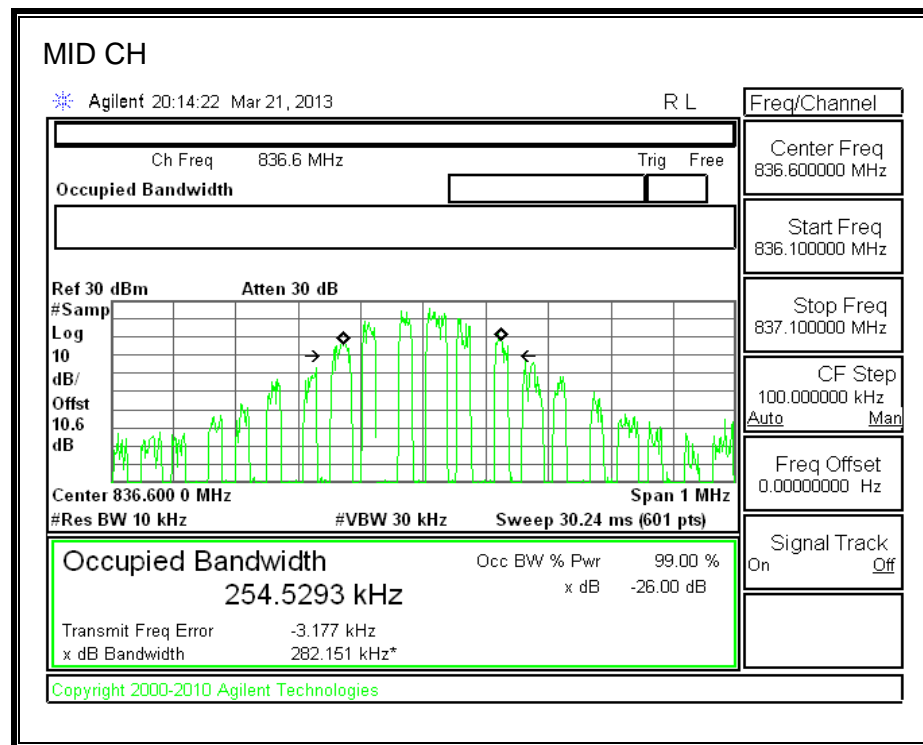 MID CH
Agilent 20:14:22 Mar 21, 2013 R L
Freq/Channel
Ch Freq 836.6 MHz Trig Free
Occupied Bandwidth
Center Freq
836.600000 MHz
Start Freq
836.100000 MHz
Stop Freq
837.100000 MHz
CF Step
100.000000 kHz
Auto Man
Freq Offset
0.00000000 Hz
Signal Track
On Off
Ref 30 dBm Atten 30 dB
#Samp
Log
10
dB/
Offst
10.6
dB
Center 836.600 0 MHz Span 1 MHz
#Res BW 10 kHz #VBW 30 kHz Sweep 30.24 ms (601 pts)
Occupied Bandwidth Occ BW % Pwr 99.00 %
254.5293 kHz x dB -26.00 dB
Transmit Freq Error -3.177 kHz
x dB Bandwidth 282.151 kHz*
Copyright 2000-2010 Agilent Technologies